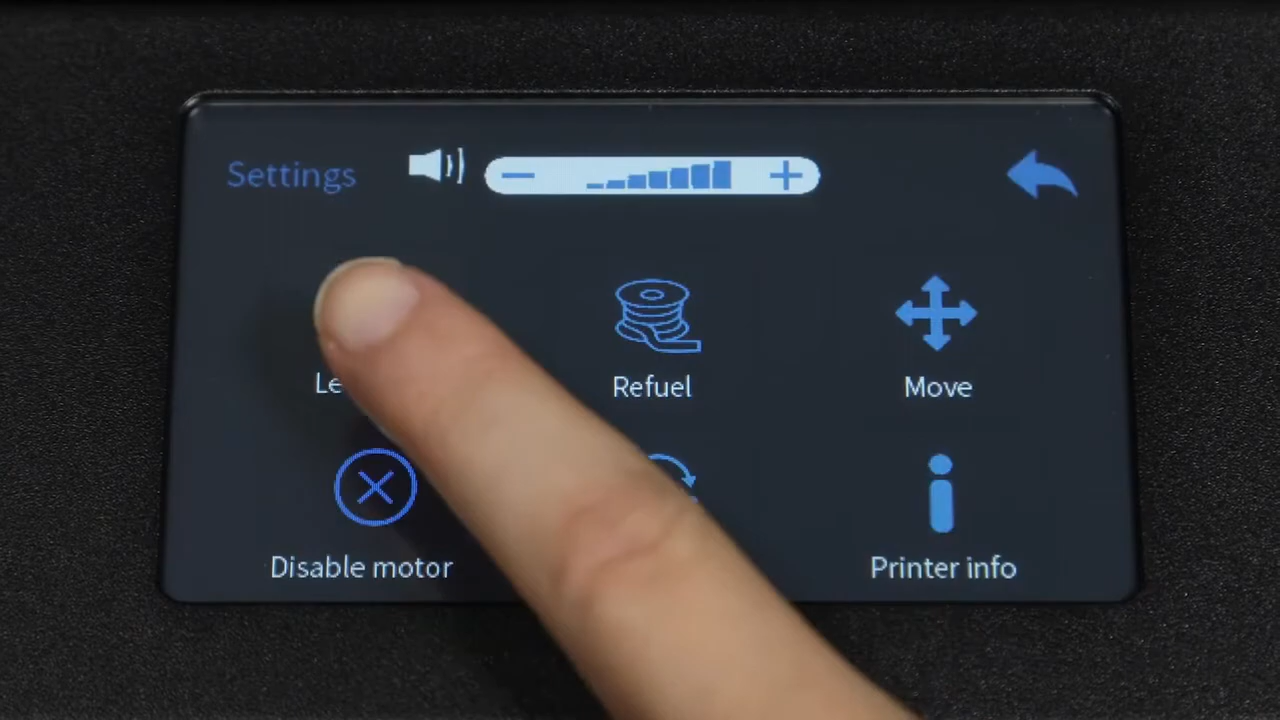 Settings
Refuel
Move
Disable motor
Printer info